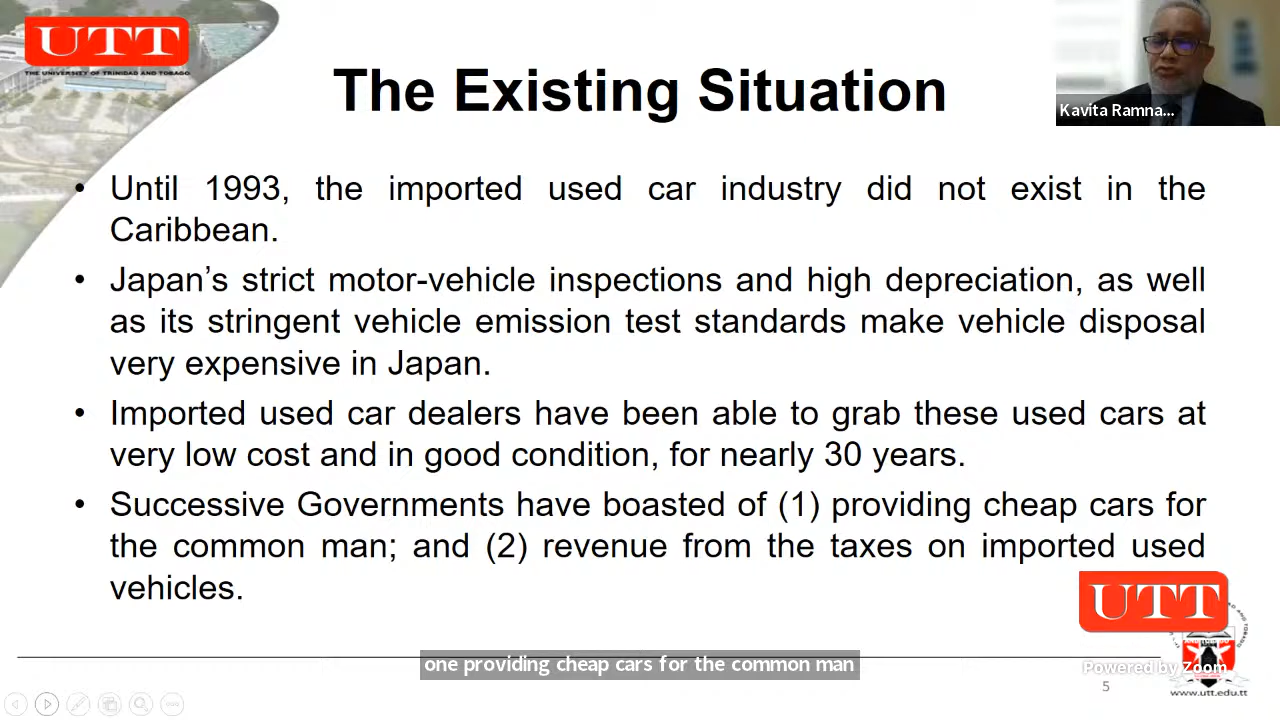 UTT
THE UNIVERSITY OF TRINIDAD AND TOBAGO
The Existing Situation
Kavita Ramna...
• Until 1993, the imported used car industry did not exist in the
Caribbean.
• Japan’s strict motor-vehicle inspections and high depreciation, as well
as its stringent vehicle emission test standards make vehicle disposal
very expensive in Japan.
• Imported used car dealers have been able to grab these used cars at
very low cost and in good condition, for nearly 30 years.
• Successive Governments have boasted of (1) providing cheap cars for
the common man; and (2) revenue from the taxes on imported used
vehicles.
UTT
one providing cheap cars for the common man
Powered by Zoom
5
www.utt.edu.tt